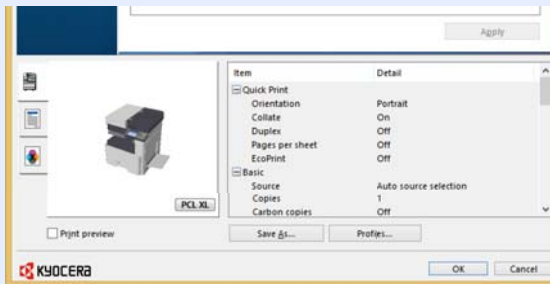 Apply
Item Detail
Quick Print
Orientation Portrait
Collate On
Duplex Off
Pages per sheet Off
EcoPrint Off
Basic
Source Auto source selection
Copies 1
Carbon copies Off
PCL XL
Print preview
Save As...
Profiles...
KYOCERA
OK
Cancel